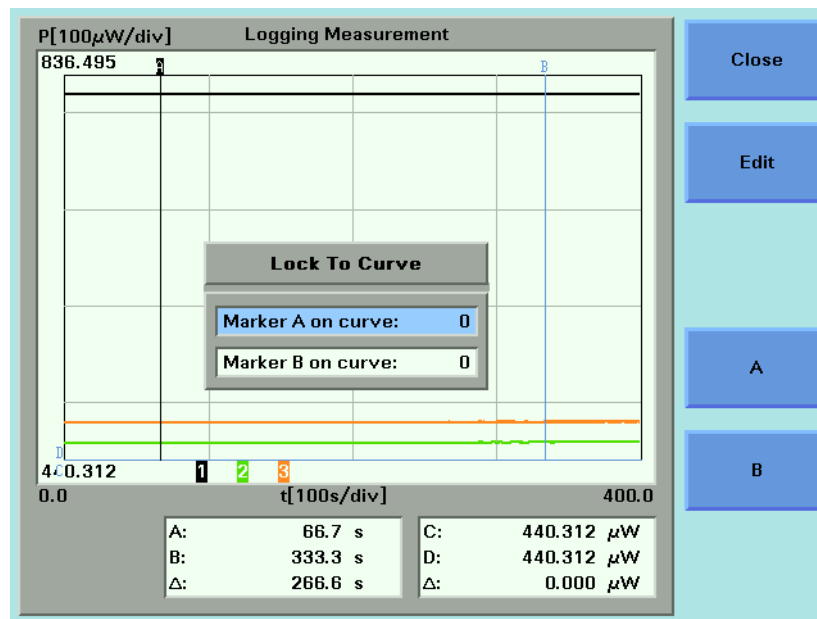 P[100µW/div] Logging Measurement
836.495 A B
Lock To Curve
Marker A on curve: 0
Marker B on curve: 0
D
C
440.312 1 2 3
0.0 t[100s/div] 400.0
A: 66.7 s C: 440.312 µW
B: 333.3 s D: 440.312 µW
Δ: 266.6 s Δ: 0.000 µW
Close
Edit
A
B